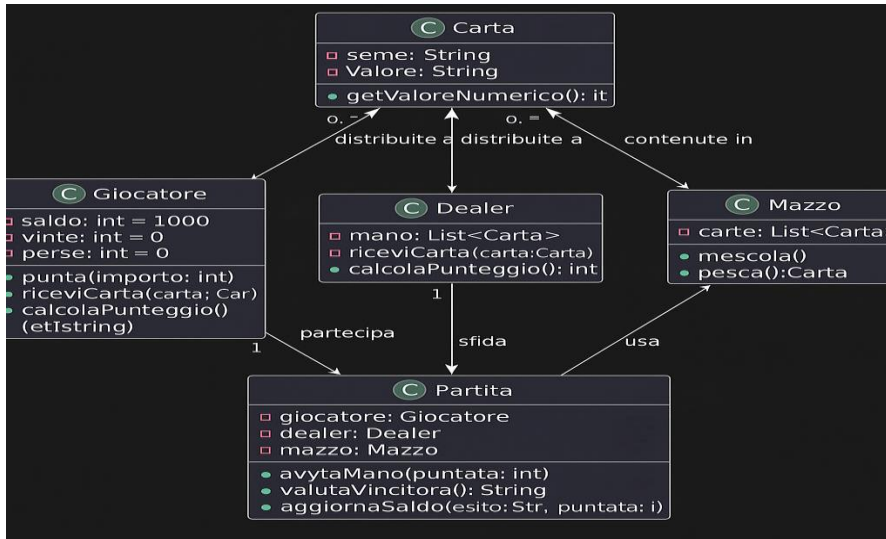 C Carta
seme: String
Valore: String
getValoreNumerico(): it
o. -
o. =
distribuite a
distribuite a
contenute in
C Giocatore
saldo: int = 1000
vinte: int = 0
perse: int = 0
punta(importo: int)
riceviCarta(carta; Car)
calcolaPunteggio()
(etIstring)
C Dealer
mano: List<Carta>
riceviCarta(carta:Carta)
calcolaPunteggio(): int
C Mazzo
carte: List<Carta
mescola()
pesca():Carta
1
partecipa
1
sfida
usa
C Partita
giocatore: Giocatore
dealer: Dealer
mazzo: Mazzo
avytaMano(puntata: int)
valutaVincitora(): String
aggiornaSaldo(esito: Str, puntata: i)